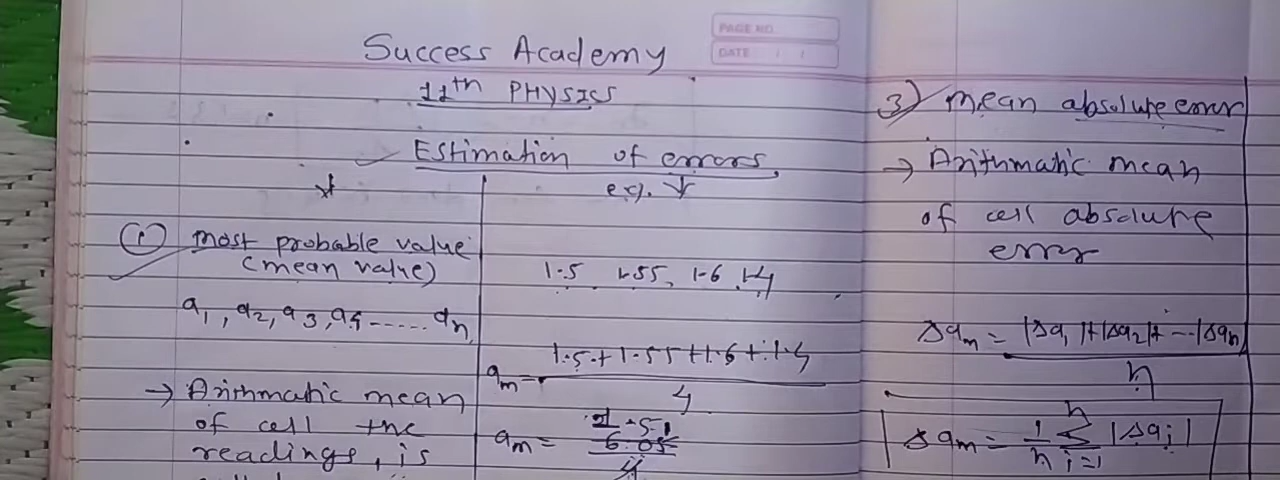 PAGE NO.
DATE / /
Success Academy
11th PHYSICS
Estimation of errors,
eg.
① most probable value
(mean value)
a1, a2, a3, a4 ------ an
→ Arithmatic mean
of cell the
readings, is
1.5 1.55, 1.6, 1.4
am = 1.5 + 1.55 + 1.6 + 1.4
4
am = 6.05
4
3) mean absolute error
→ Arithmatic mean
of cell absolute
error
Δam = |Δa1|+|Δa2|+ --- |Δan|
n
Δam = 1/n Σ i=1 n |Δai|